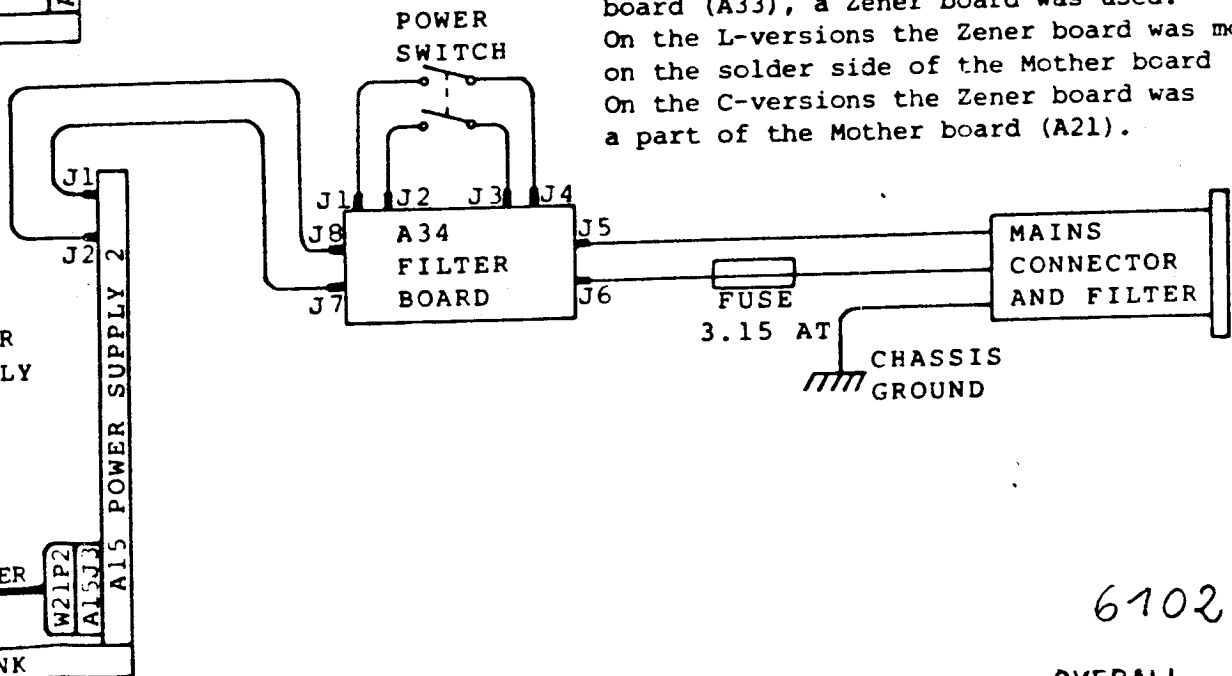 board (A33), a Zener board was used.
On the L-versions the Zener board was
on the solder side of the Mother board
On the C-versions the Zener board was
a part of the Mother board (A21).
POWER
SWITCH
J1
J2
J1
J2
J3
J4
J8
J7
A34
FILTER
BOARD
J5
J6
FUSE
3.15 AT
MAINS
CONNECTOR
AND FILTER
CHASSIS
GROUND
A15 POWER SUPPLY 2
R
LY
ER
W21P2
A15J3
NK
6102
OVERALL